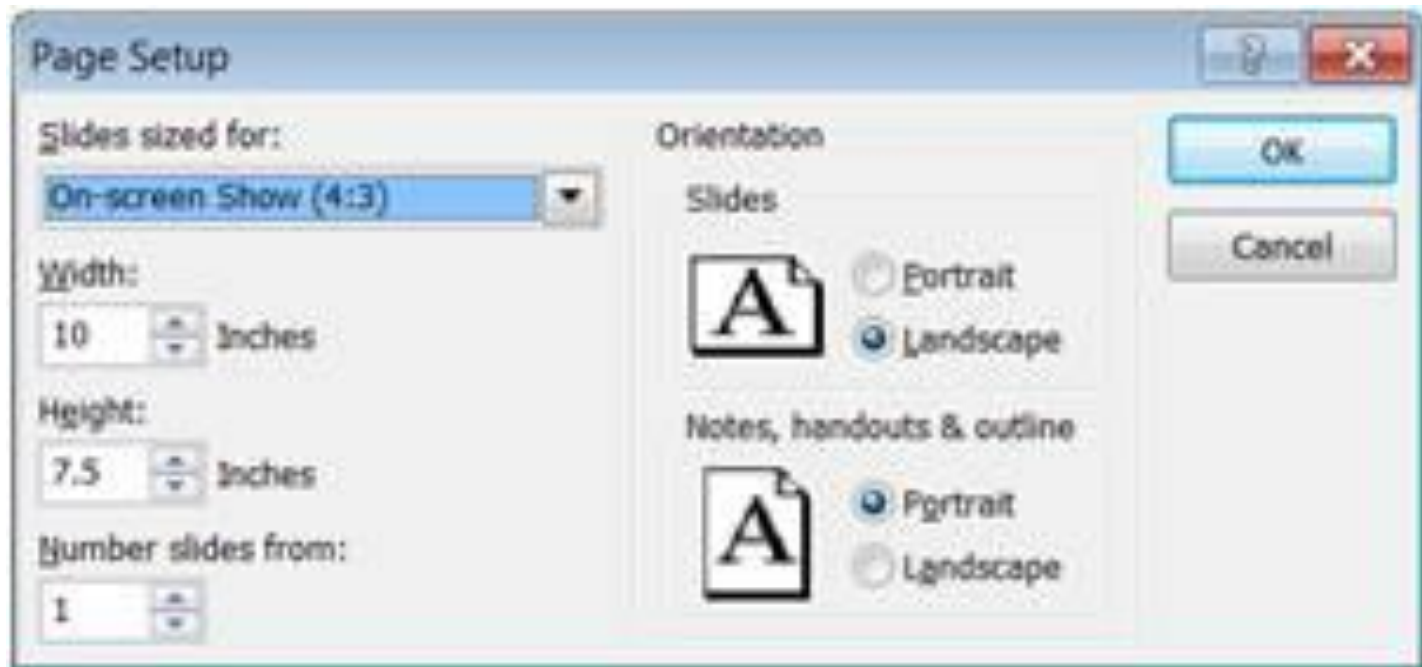 Page Setup
Slides sized for:
On-screen Show (4:3)
Width:
10 Inches
Height:
7.5 Inches
Number slides from:
1
Orientation
Slides
A
Portrait
Landscape
Notes, handouts & outline
A
Portrait
Landscape
OK
Cancel